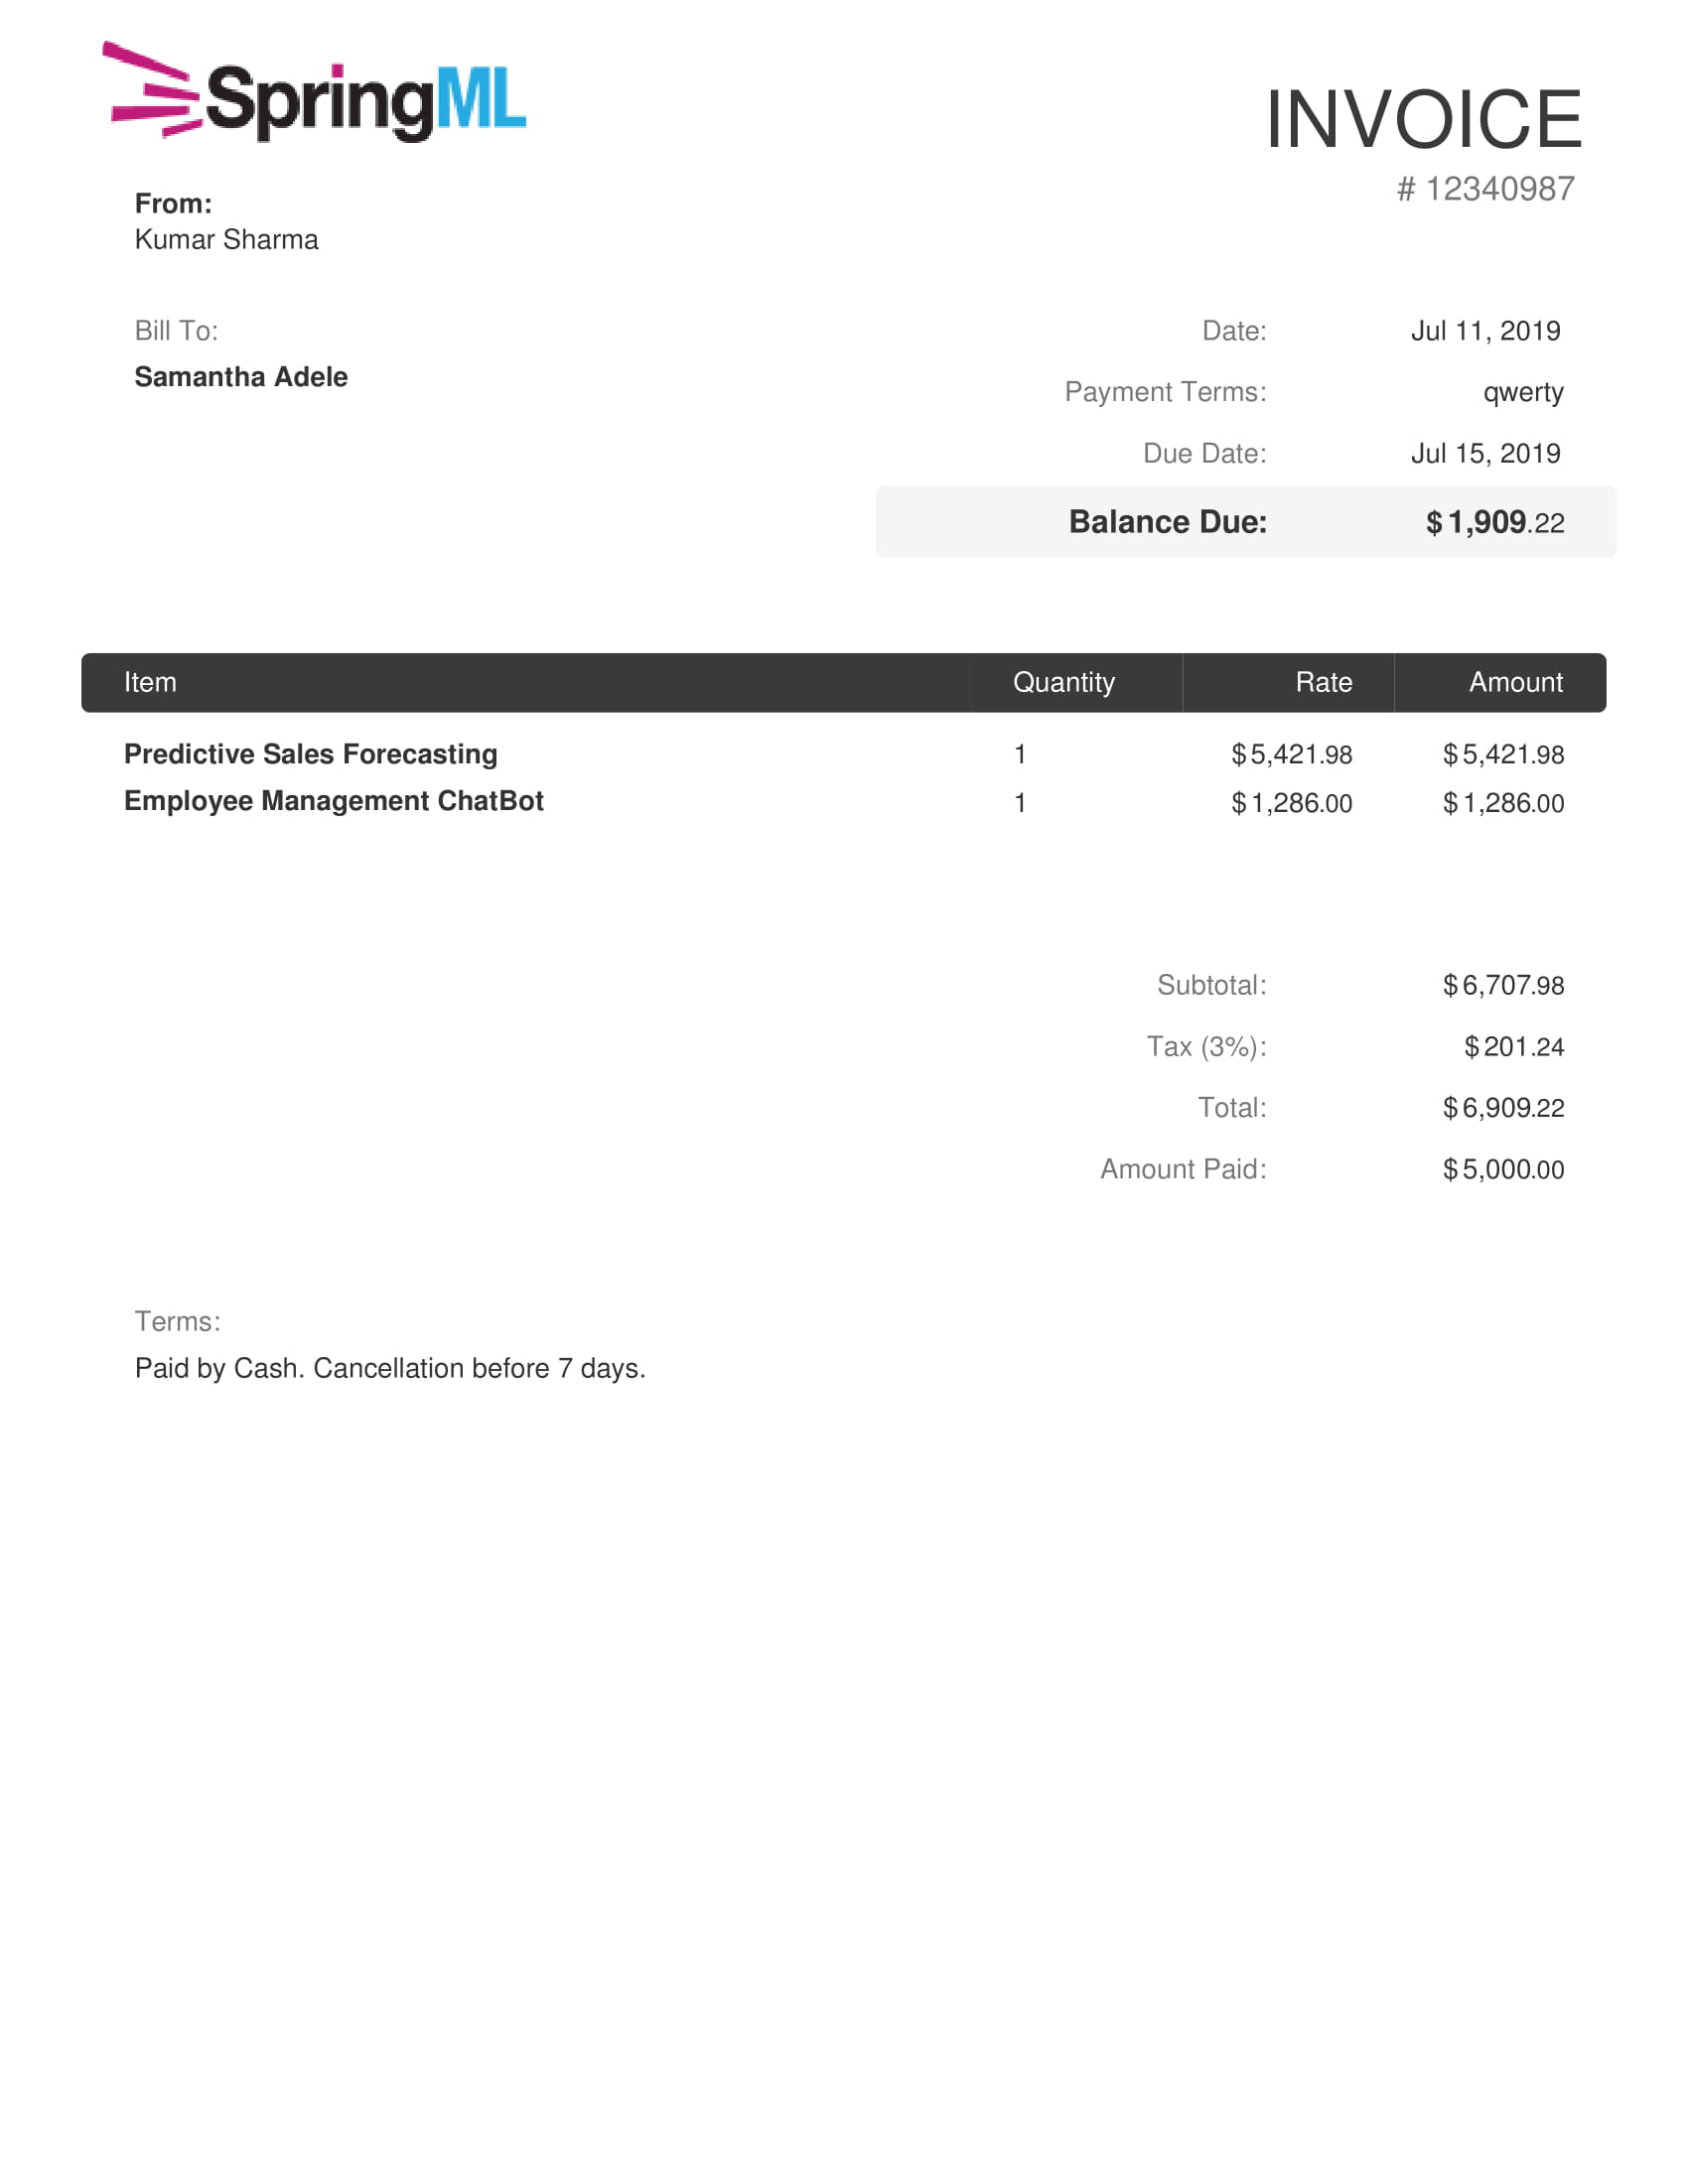 SpringML
INVOICE
# 12340987
From:
Kumar Sharma
Bill To:
Samantha Adele
Date: Jul 11, 2019
Payment Terms: qwerty
Due Date: Jul 15, 2019
Balance Due: $1,909.22
Item Quantity Rate Amount
Predictive Sales Forecasting 1 $5,421.98 $5,421.98
Employee Management ChatBot 1 $1,286.00 $1,286.00
Subtotal: $6,707.98
Tax (3%): $201.24
Total: $6,909.22
Amount Paid: $5,000.00
Terms:
Paid by Cash. Cancellation before 7 days.